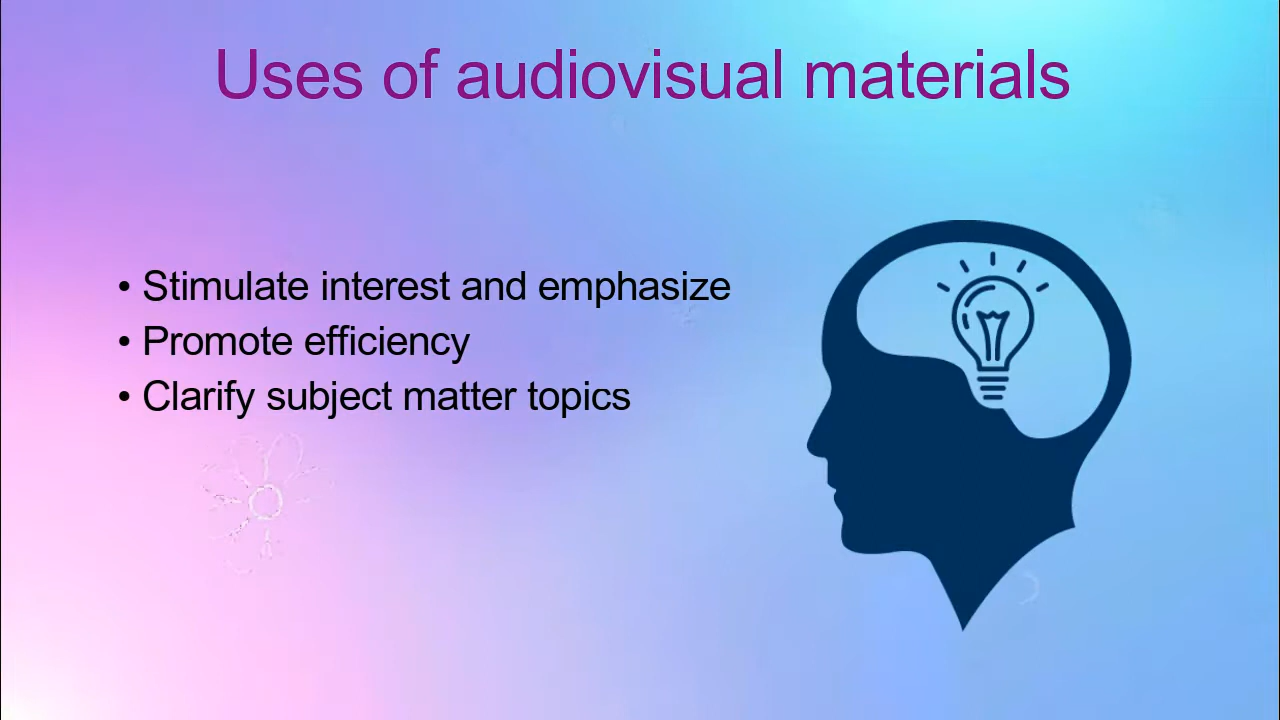 Uses of audiovisual materials
• Stimulate interest and emphasize
• Promote efficiency
• Clarify subject matter topics